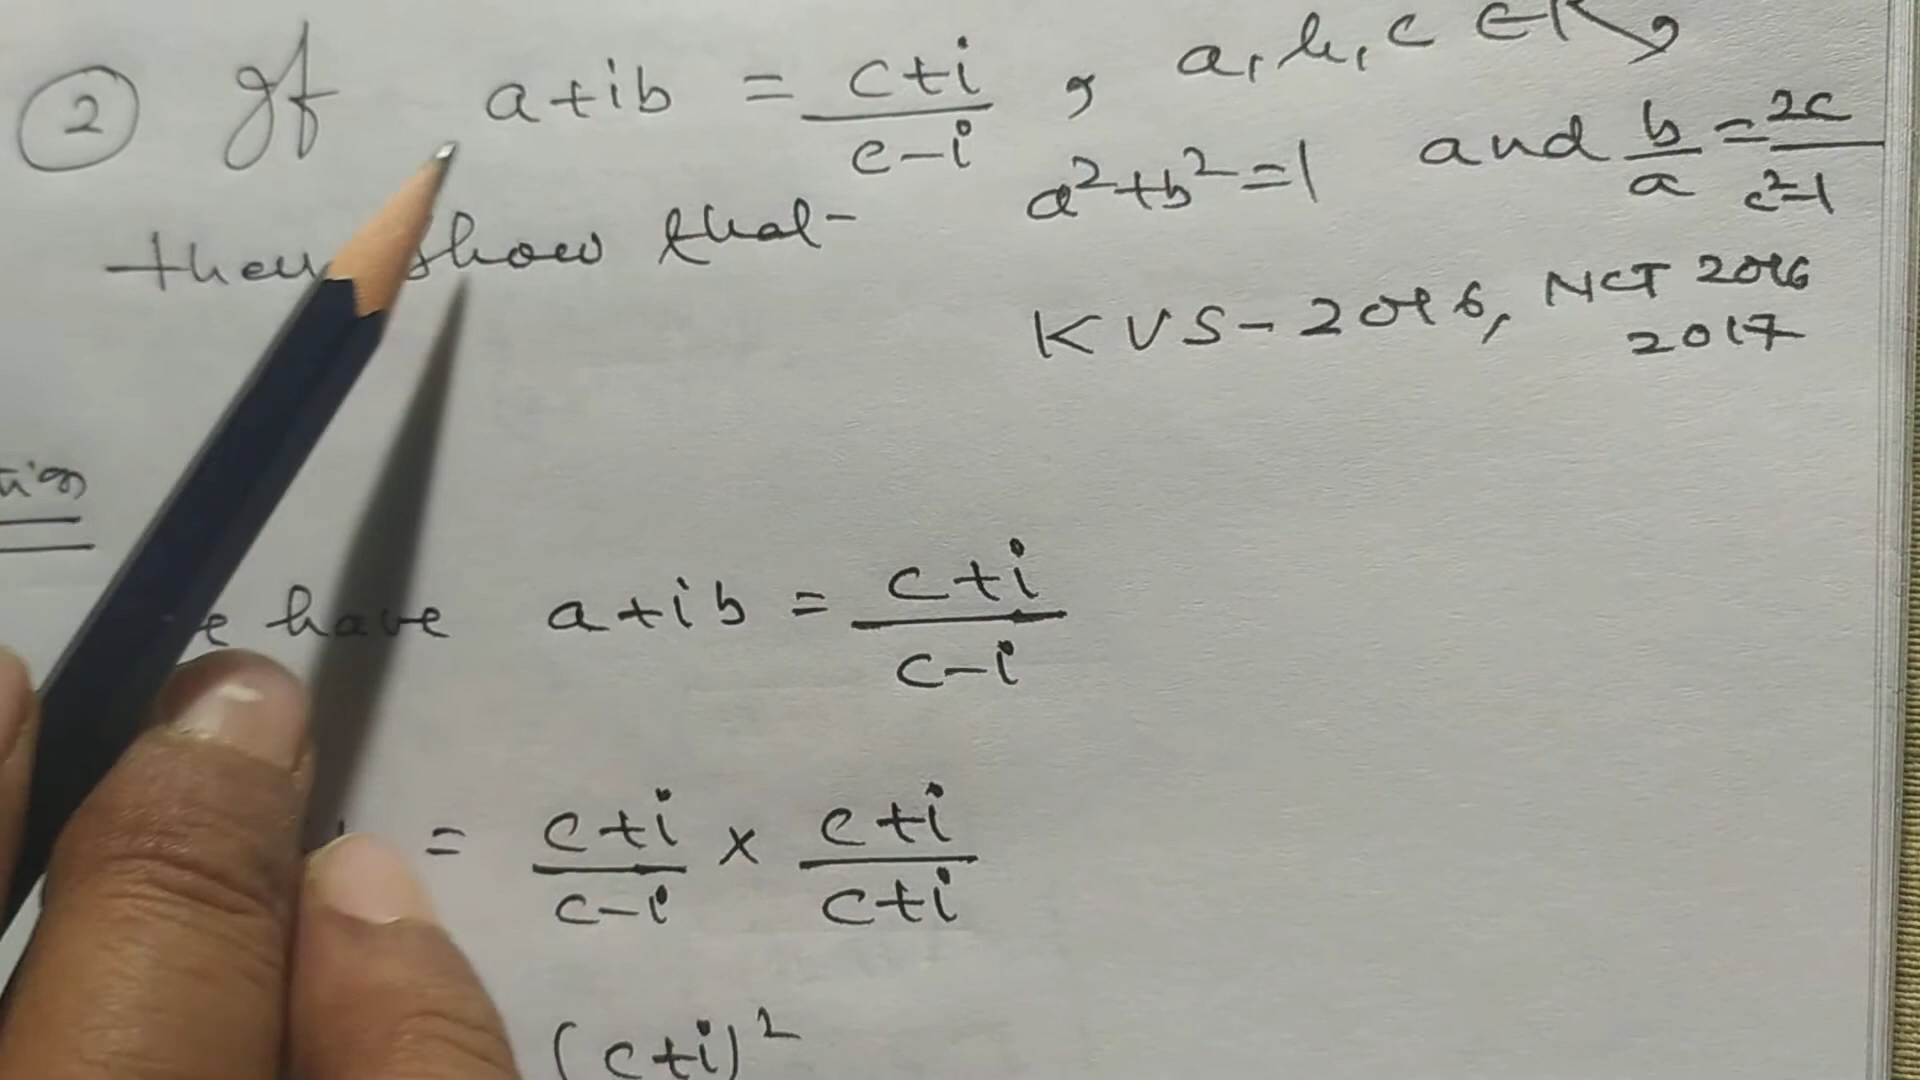 ② If a+ib = c+i/c-i , a, b, c ∈ R,
then show that a²+b²=1 and b/a = 2c/c²-1
KVS-2016, NCT 2016
2017
have a+ib = c+i/c-i
= c+i/c-i × c+i/c+i
(c+i)²